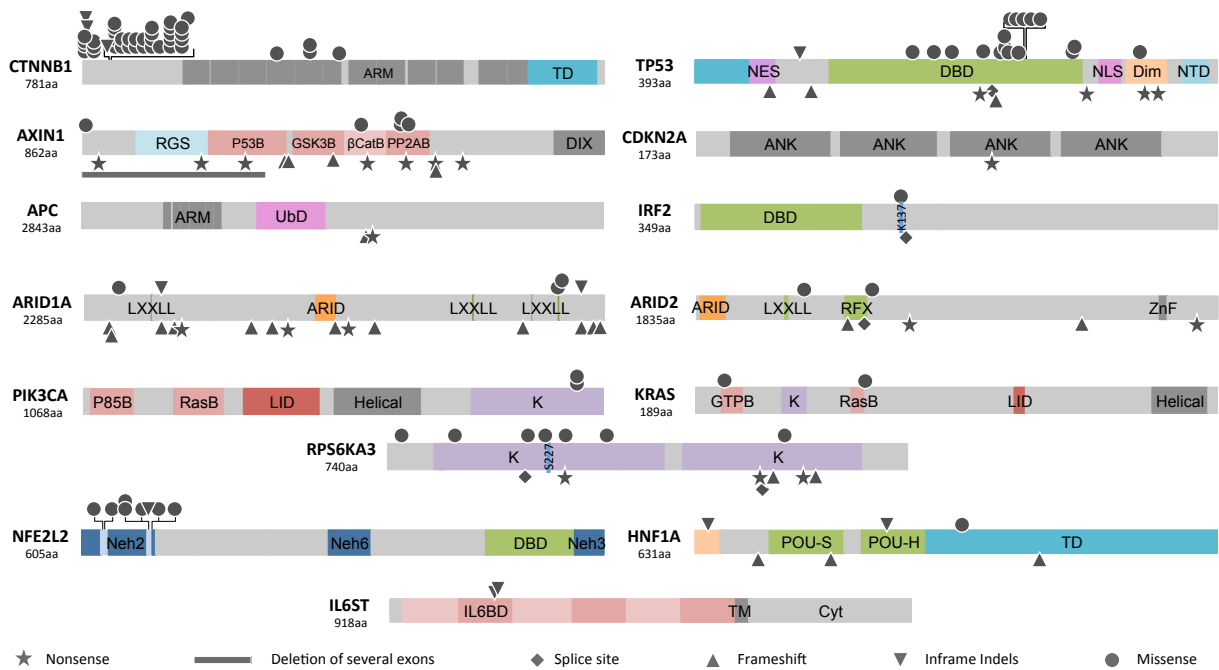 CTNNB1
781aa
ARM
TD
TP53
393aa
NES
DBD
NLS
Dim
NTD
AXIN1
862aa
RGS
P53B
GSK3B
βCatB
PP2AB
DIX
CDKN2A
173aa
ANK
ANK
ANK
ANK
APC
2843aa
ARM
UbD
IRF2
349aa
DBD
K137
ARID1A
2285aa
LXXLL
ARID
LXXLL
LXXLL
ARID2
1835aa
ARID
LXXLL
RFX
ZnF
PIK3CA
1068aa
P85B
RasB
LID
Helical
K
KRAS
189aa
GTPB
K
RasB
LID
Helical
RPS6KA3
740aa
K
S227
K
NFE2L2
605aa
Neh2
Neh6
DBD
Neh3
HNF1A
631aa
POU-S
POU-H
TD
IL6ST
918aa
IL6BD
TM
Cyt
Nonsense
Deletion of several exons
Splice site
Frameshift
Inframe Indels
Missense